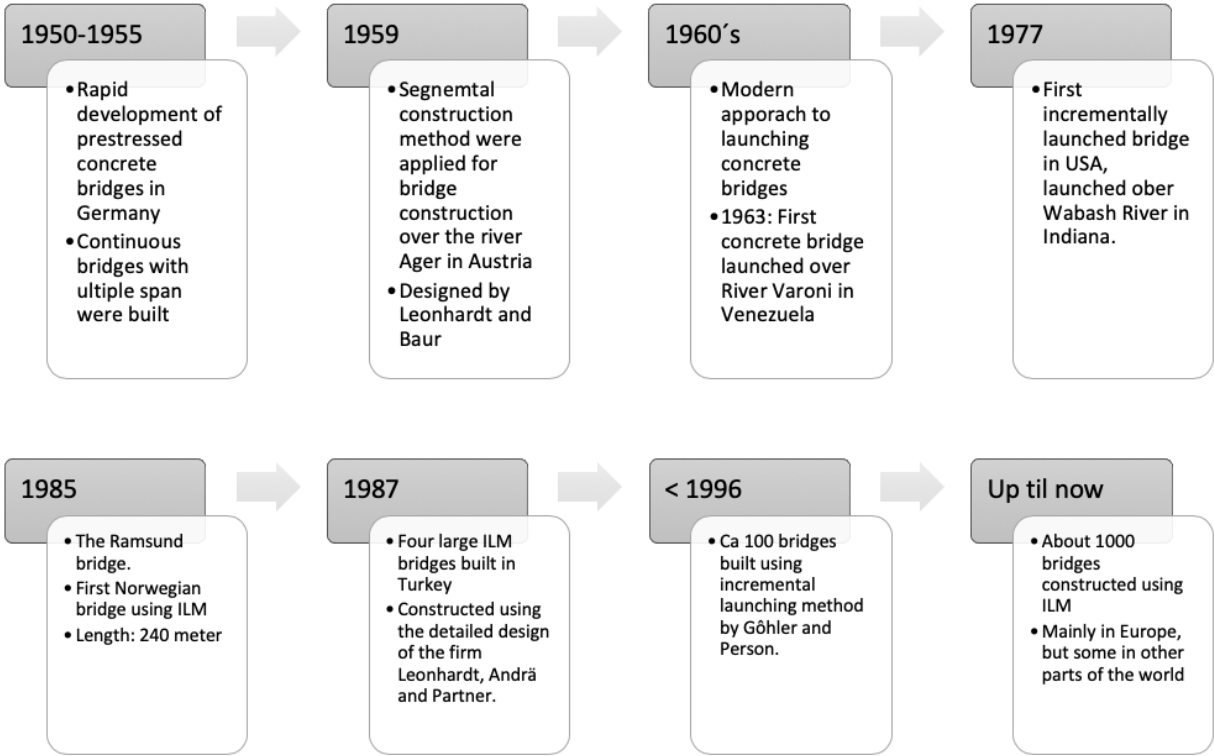 1950-1955
•Rapid
development of
prestressed
concrete
bridges in
Germany
•Continuous
bridges with
ultiple span
were built
1959
•Segnemtal
construction
method were
applied for
bridge
construction
over the river
Ager in Austria
•Designed by
Leonhardt and
Baur
1960´s
•Modern
apporach to
launching
concrete
bridges
•1963: First
concrete bridge
launched over
River Varoni in
Venezuela
1977
•First
incrementally
launched bridge
in USA,
launched ober
Wabash River in
Indiana.
1985
•The Ramsund
bridge.
•First Norwegian
bridge using ILM
•Length: 240 meter
1987
•Four large ILM
bridges built in
Turkey
•Constructed using
the detailed design
of the firm
Leonhardt, Andrä
and Partner.
< 1996
•Ca 100 bridges
built using
incremental
launching method
by Gôhler and
Person.
Up til now
•About 1000
bridges
constructed using
ILM
•Mainly in Europe,
but some in other
parts of the world